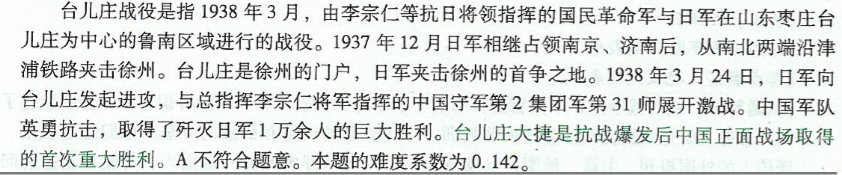 台儿庄战役是指 1938 年 3 月，由李宗仁等抗日将领指挥的国民革命军与日军在山东枣庄台
儿庄为中心的鲁南区域进行的战役。1937 年 12 月日军相继占领南京、济南后，从南北两端沿津
浦铁路夹击徐州。台儿庄是徐州的门户，日军夹击徐州的首争之地。1938 年 3 月 24 日，日军向
台儿庄发起进攻，与总指挥李宗仁将军指挥的中国守军第 2 集团军第 31 师展开激战。中国军队
英勇抗击，取得了歼灭日军 1 万余人的巨大胜利。台儿庄大捷是抗战爆发后中国正面战场取得
的首次重大胜利。A 不符合题意。本题的难度系数为 0.142。